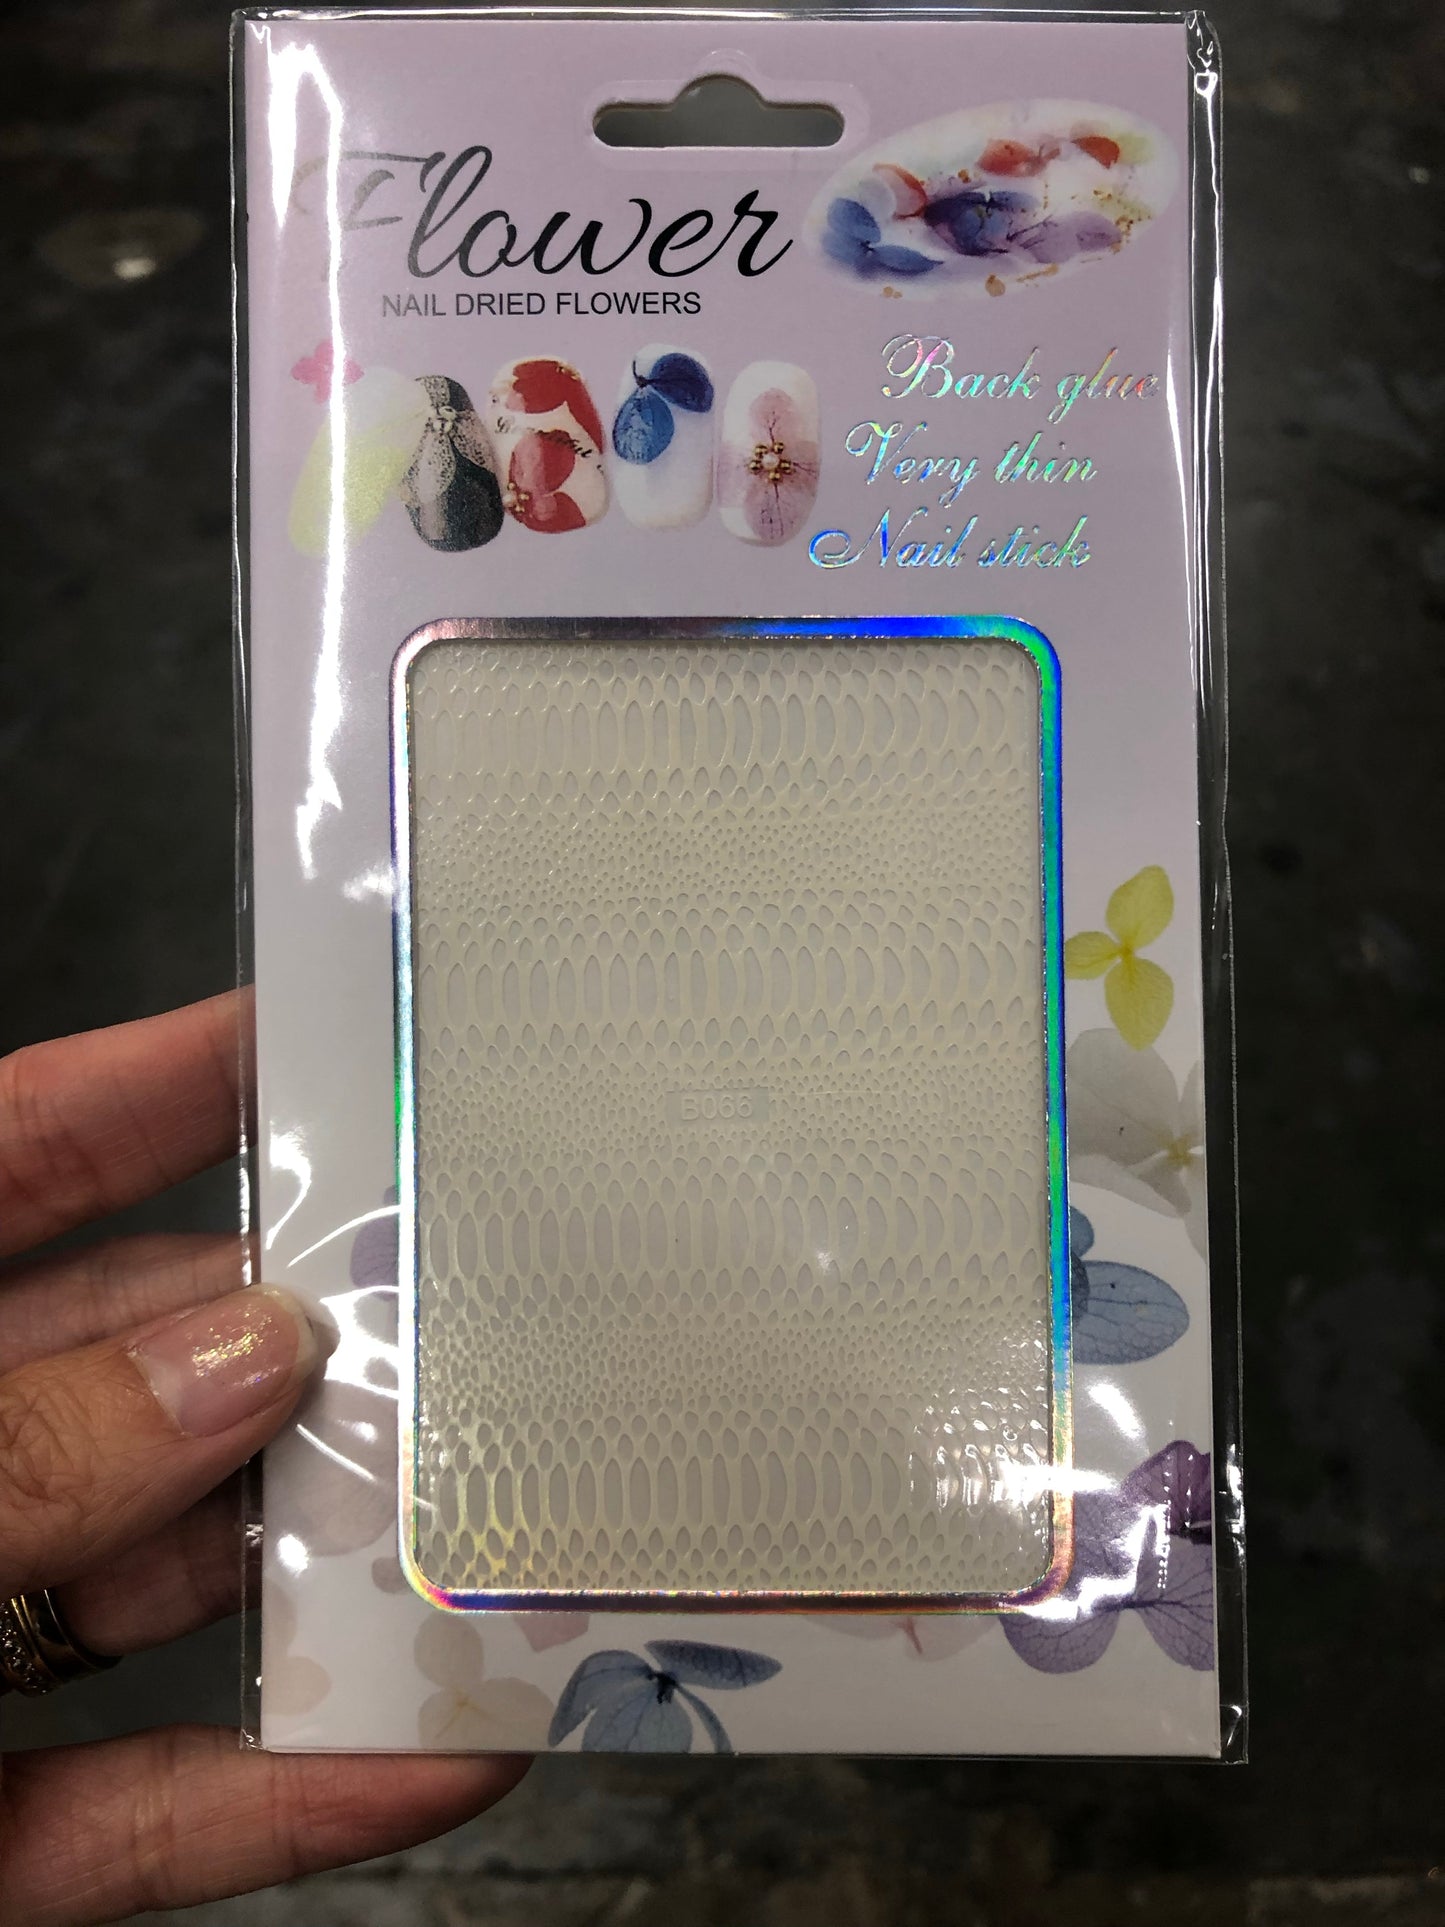 Flower
NAIL DRIED FLOWERS
Back glue
Very thin
Nail stick
B066